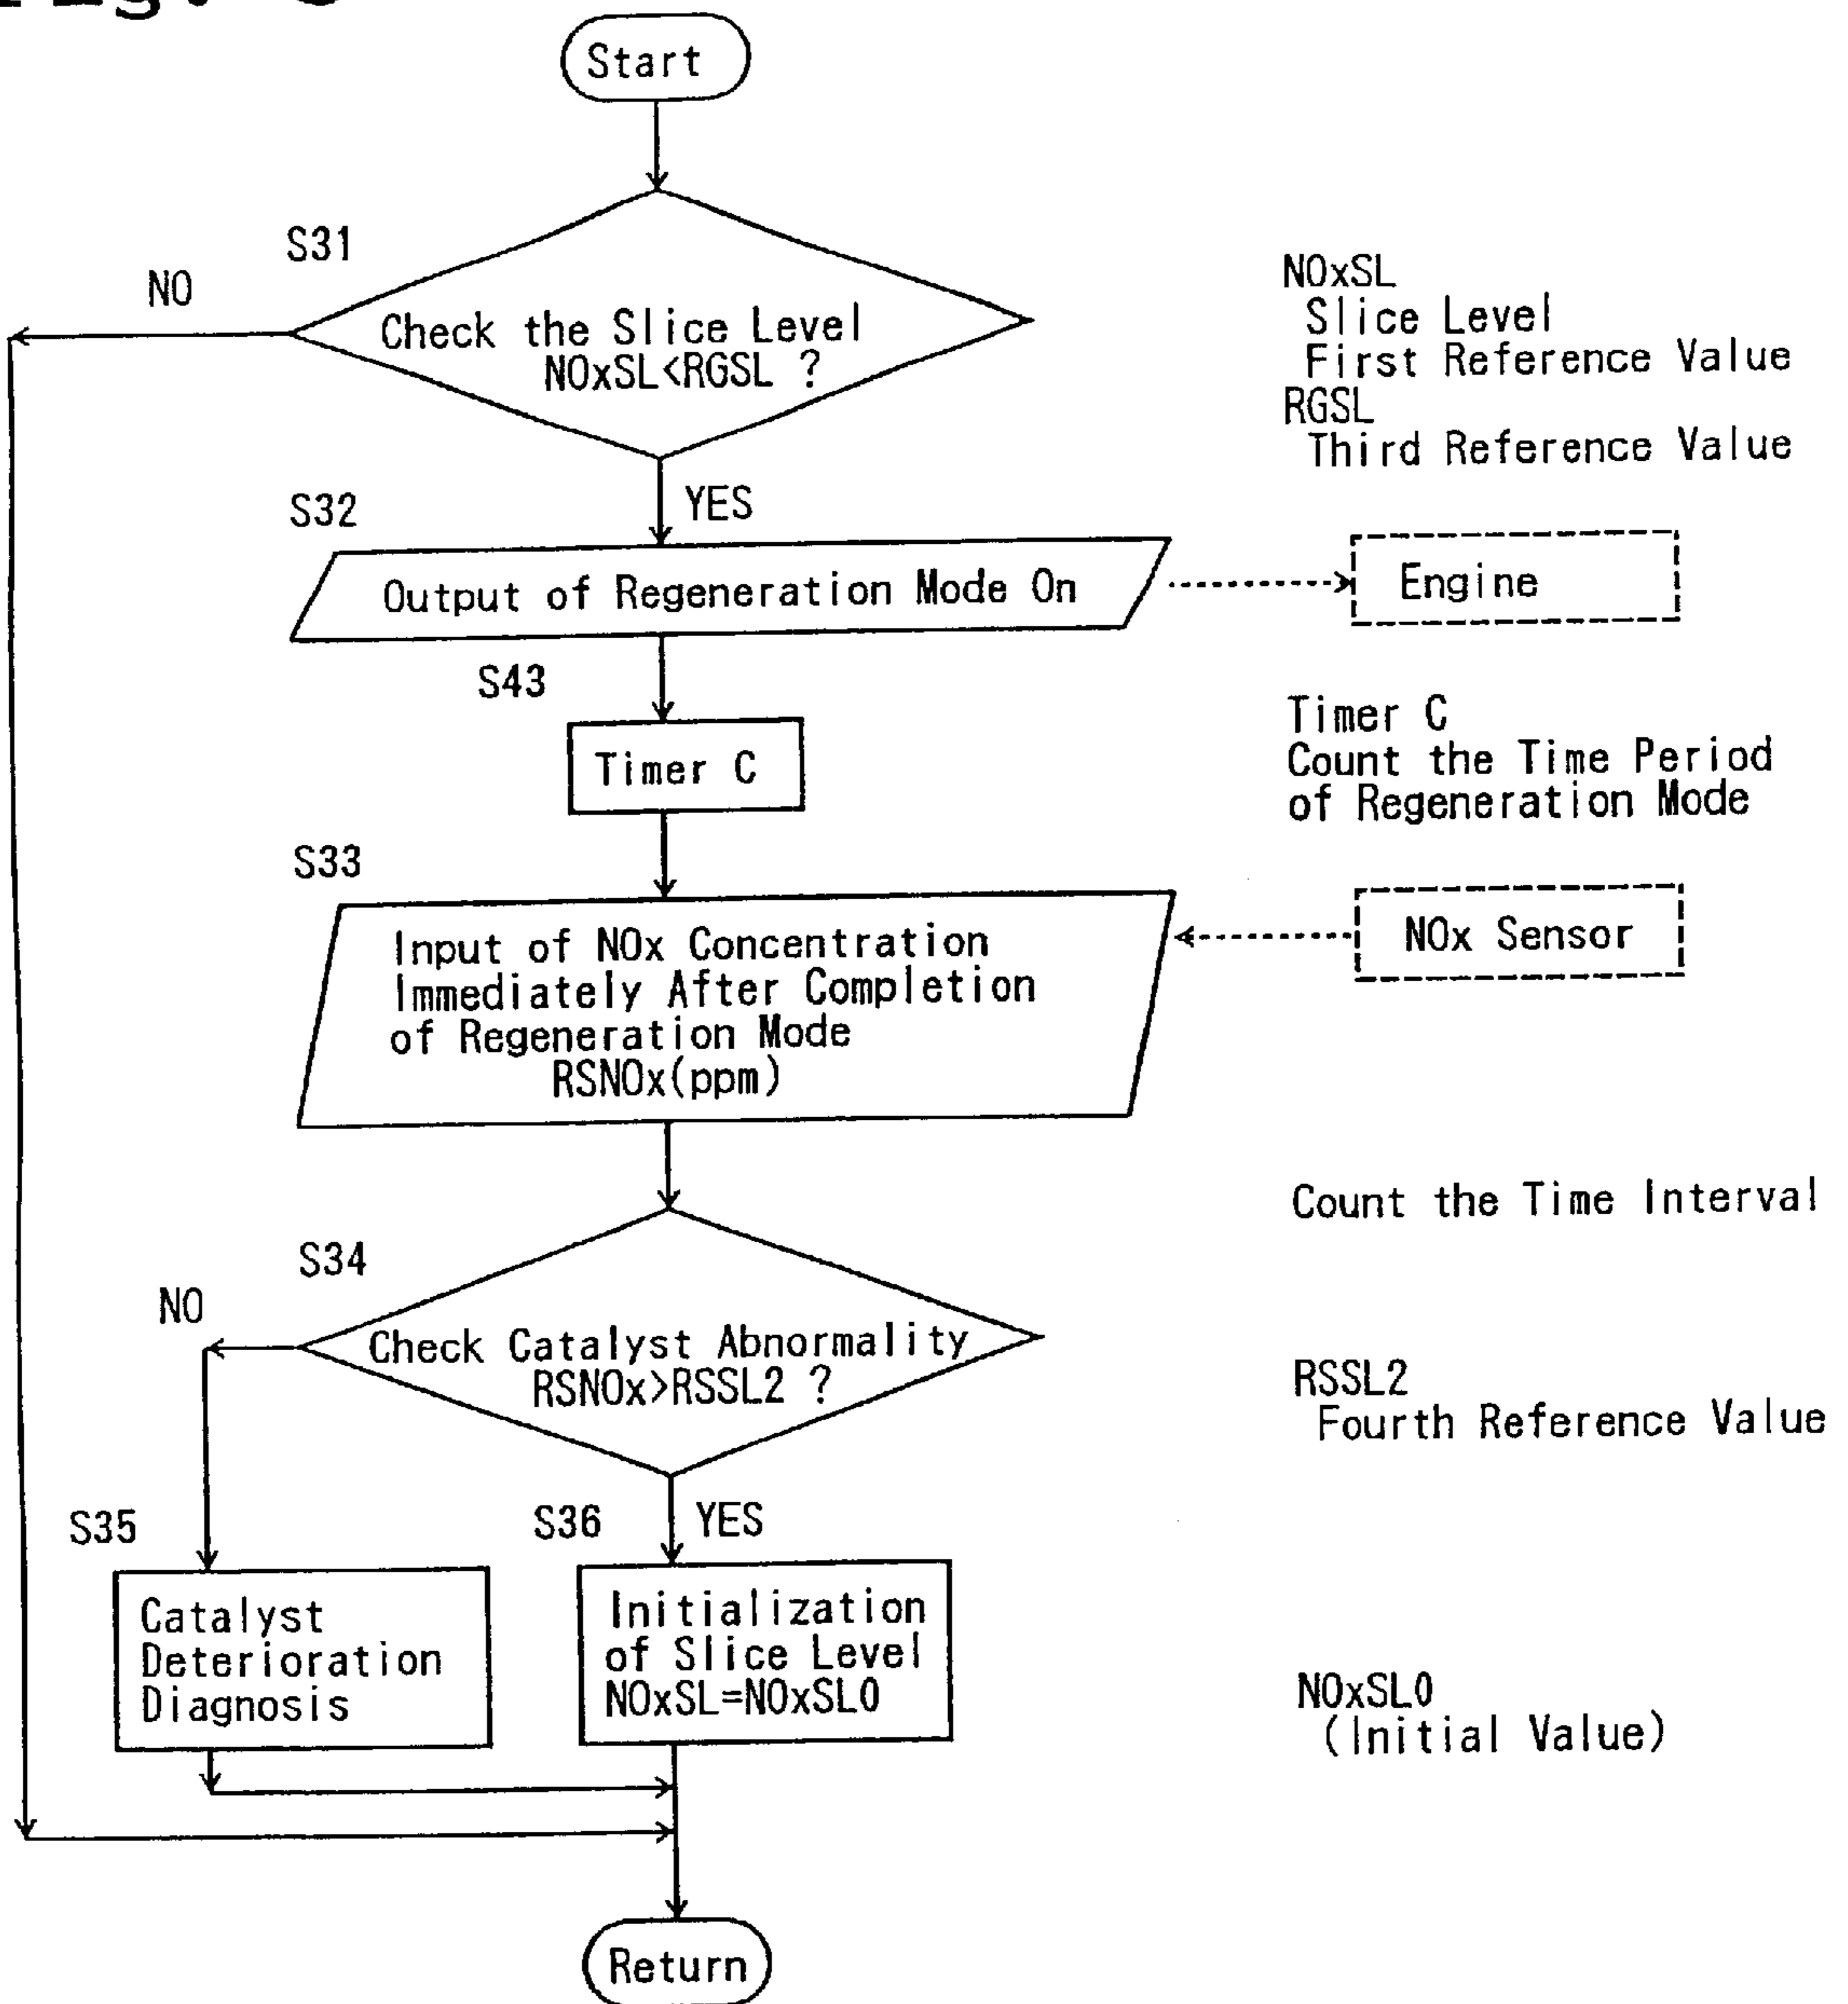 Start
S31
NO
Check the Slice Level
NOxSL<RGSL ?
NOxSL
Slice Level
First Reference Value
RGSL
Third Reference Value
YES
S32
Output of Regeneration Mode On
Engine
S43
Timer C
Timer C
Count the Time Period
of Regeneration Mode
S33
Input of NOx Concentration
Immediately After Completion
of Regeneration Mode
RSNOx(ppm)
NOx Sensor
Count the Time Interval
S34
NO
Check Catalyst Abnormality
RSNOx>RSSL2 ?
RSSL2
Fourth Reference Value
S35
S36
YES
Catalyst
Deterioration
Diagnosis
Initialization
of Slice Level
NOxSL=NOxSL0
NOxSL0
(Initial Value)
Return